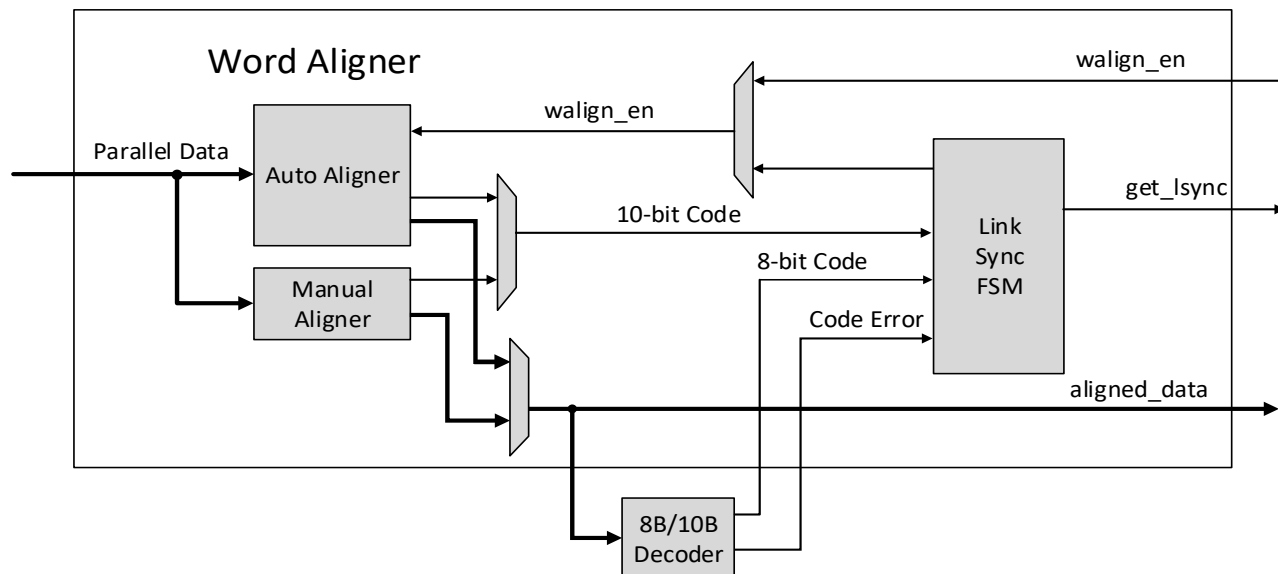 Word Aligner
walign_en
walign_en
Parallel Data
Auto Aligner
get_lsync
10-bit Code
Link
Sync
FSM
8-bit Code
Manual
Aligner
Code Error
aligned_data
8B/10B
Decoder